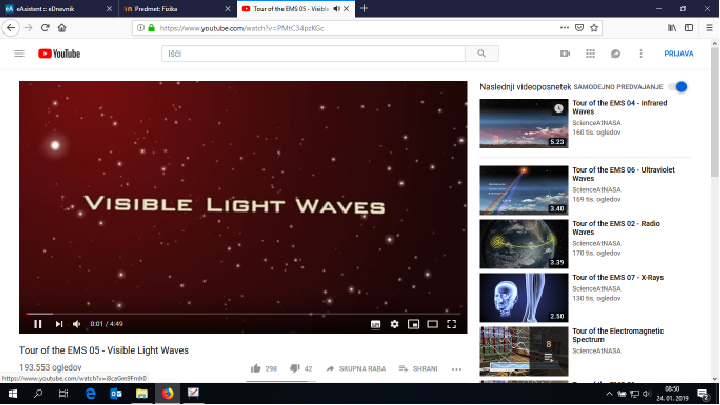 eAsistent :: eDnevnik
Predmet: Fizika
Tour of the EMS 05 - Visible
https://www.youtube.com/watch?v=PMtC34pzKGc
YouTube
Išči
PRIJAVA
VISIBLE LIGHT WAVES
0:01 / 4:49
Tour of the EMS 05 - Visible Light Waves
193.553 ogledov
298
42
SKUPNA RABA
SHRANI
Naslednji videoposnetek
SAMODEJNO PREDVAJANJE
5:23
Tour of the EMS 04 - Infrared
Waves
ScienceAtNASA
160 tis. ogledov
3:40
Tour of the EMS 06 - Ultraviolet
Waves
ScienceAtNASA
169 tis. ogledov
3:39
Tour of the EMS 02 - Radio
Waves
ScienceAtNASA
170 tis. ogledov
2:50
Tour of the EMS 07 - X-Rays
ScienceAtNASA
130 tis. ogledov
8
Tour of the Electromagnetic
Spectrum
ScienceAtNASA
08:50
24. 01. 2019
2